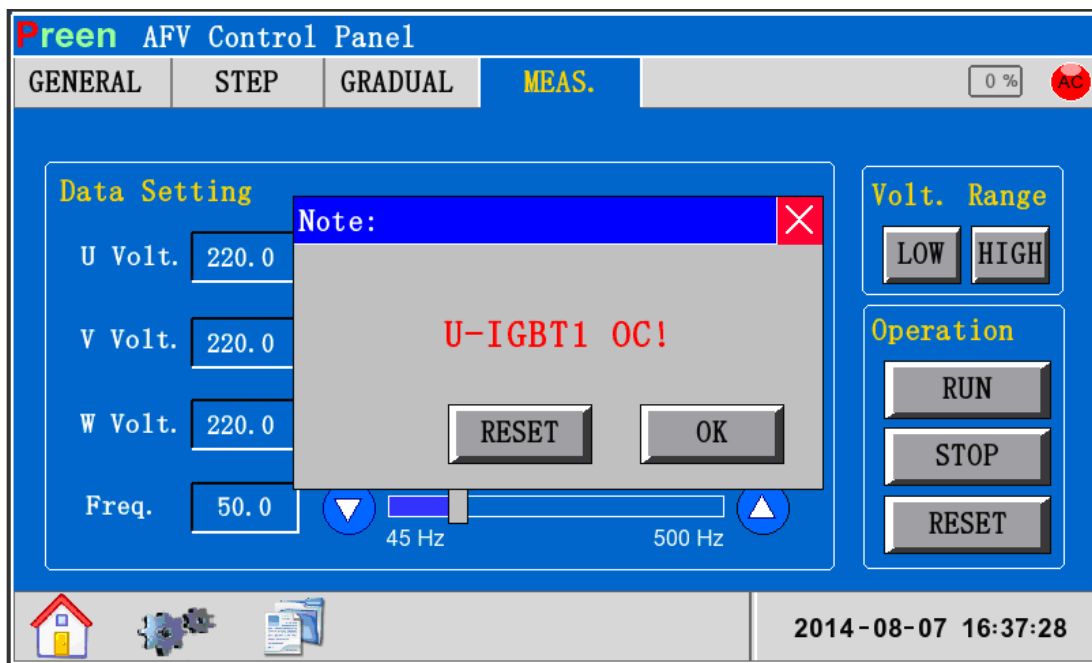 Preen AFV Control Panel
GENERAL STEP GRADUAL MEAS. 0 % AC
Data Setting
U Volt. 220.0
V Volt. 220.0
W Volt. 220.0
Freq. 50.0
45 Hz 500 Hz
Note:
U-IGBT1 OC!
RESET OK
Volt. Range
LOW HIGH
Operation
RUN
STOP
RESET
2014-08-07 16:37:28